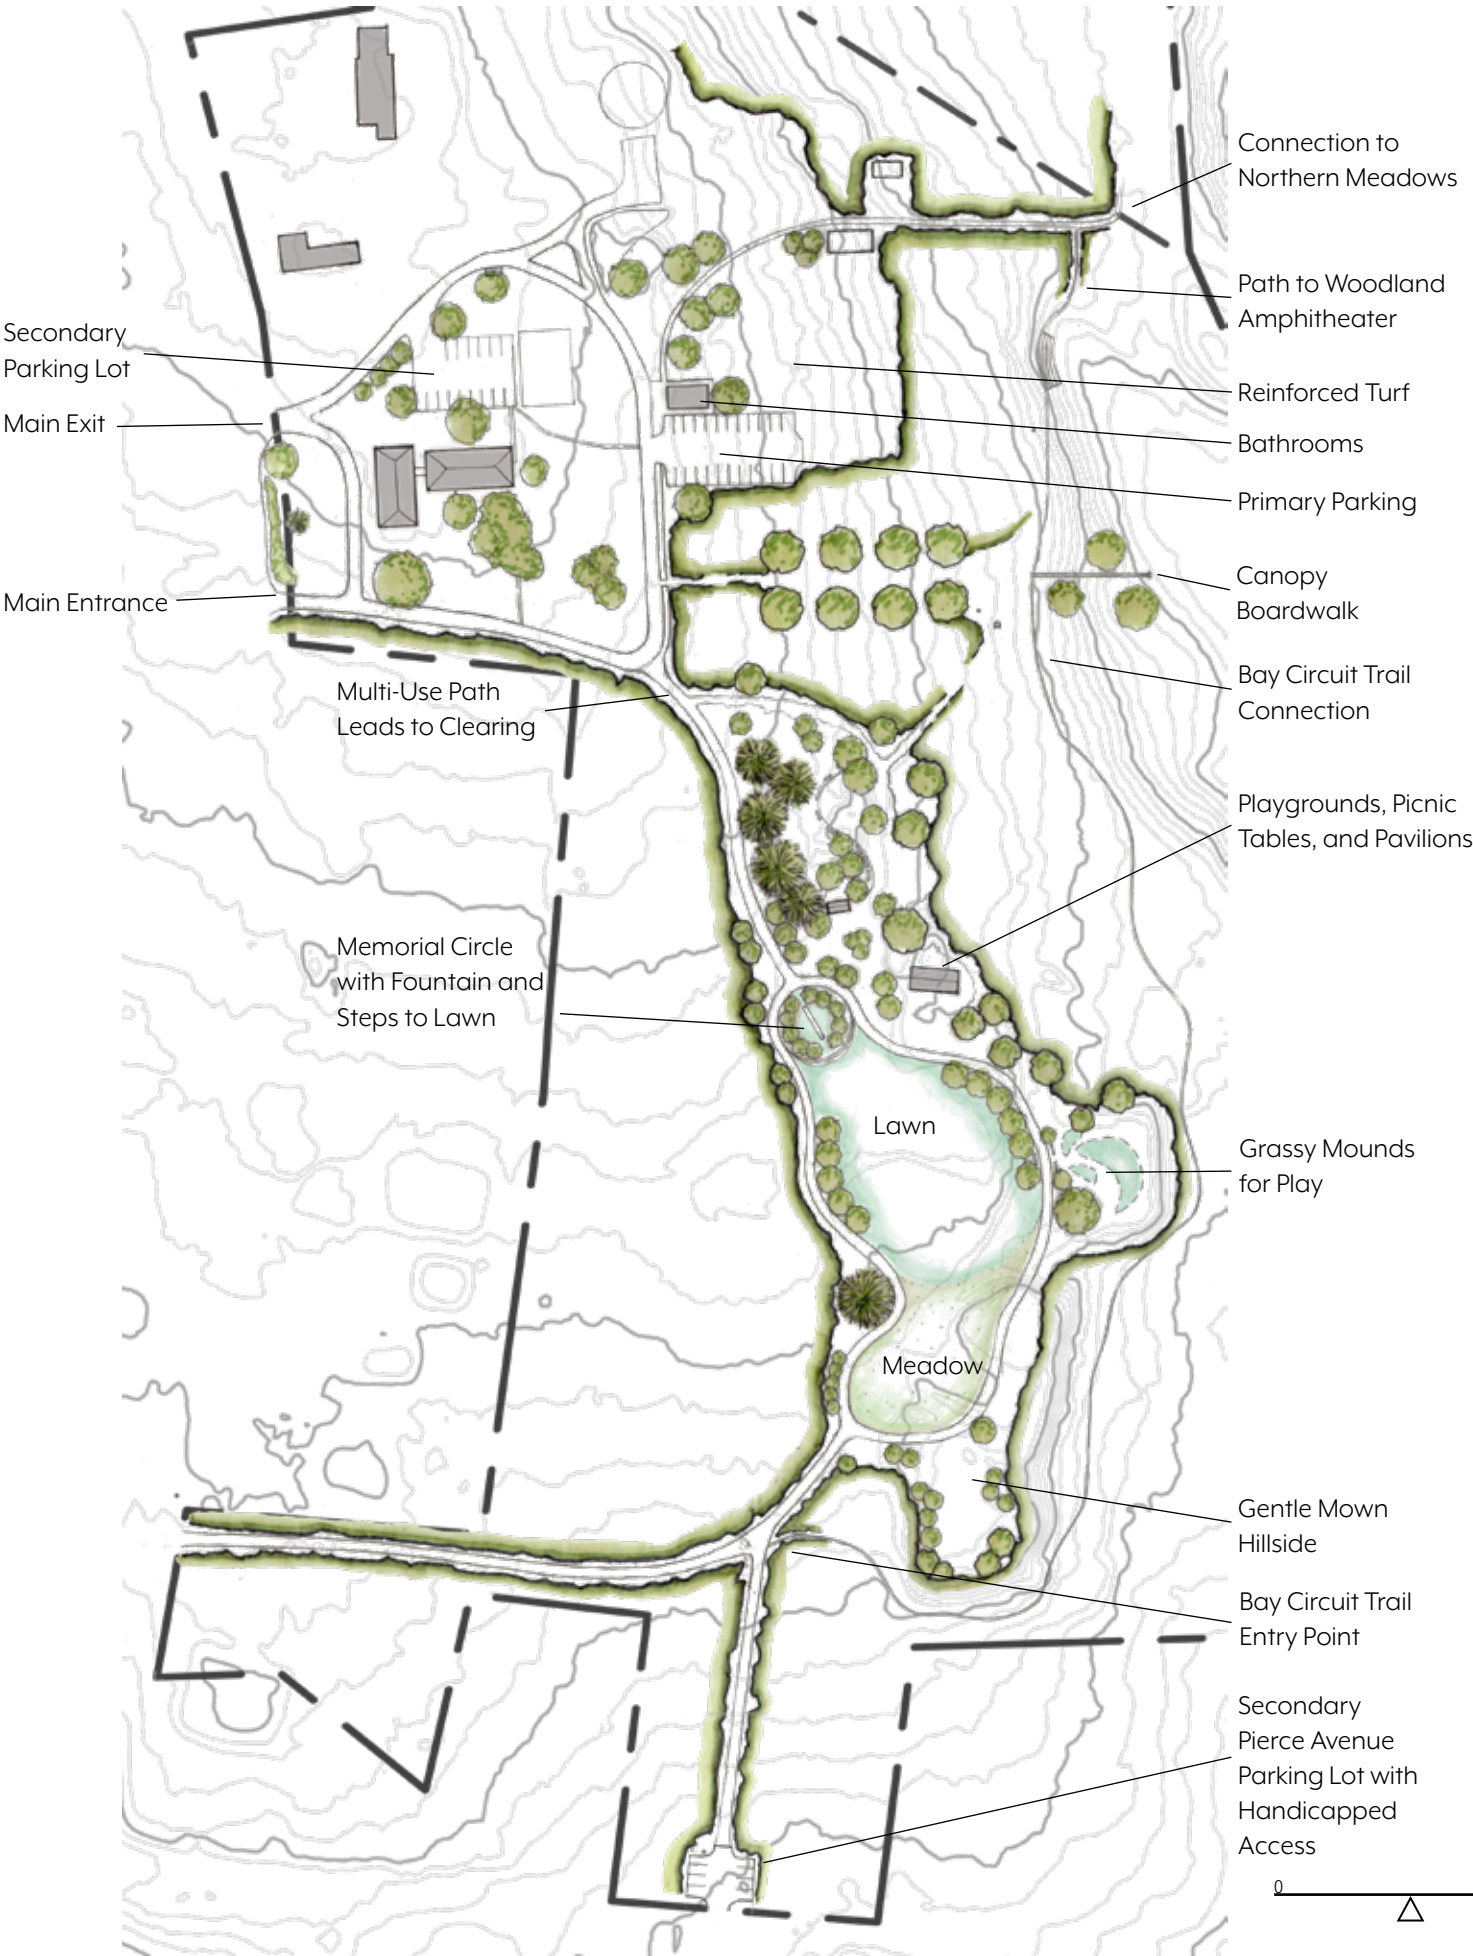 Connection to
Northern Meadows
Path to Woodland
Amphitheater
Secondary
Parking Lot
Reinforced Turf
Main Exit
Bathrooms
Primary Parking
Canopy
Boardwalk
Main Entrance
Bay Circuit Trail
Connection
Multi-Use Path
Leads to Clearing
Playgrounds, Picnic
Tables, and Pavilions
Memorial Circle
with Fountain and
Steps to Lawn
Lawn
Grassy Mounds
for Play
Meadow
Gentle Mown
Hillside
Bay Circuit Trail
Entry Point
Secondary
Pierce Avenue
Parking Lot with
Handicapped
Access
0